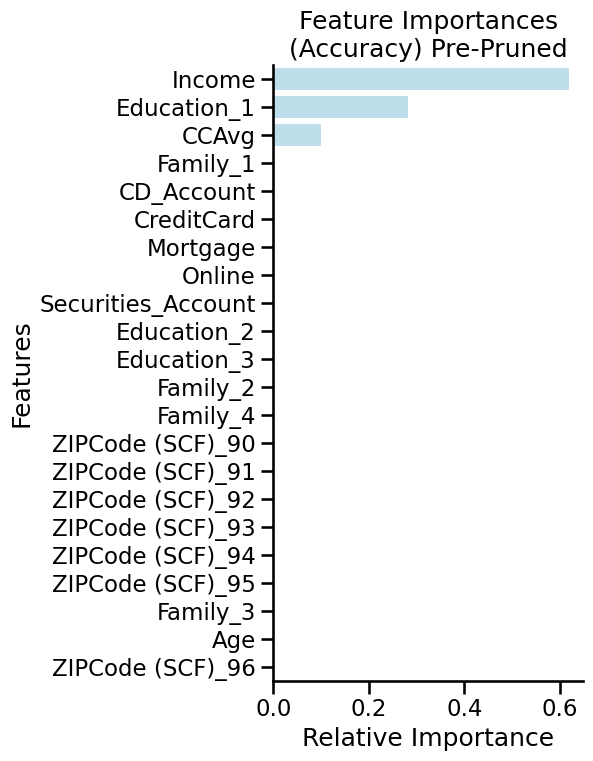 Feature Importances
(Accuracy) Pre-Pruned
Features
Income
Education_1
CCAvg
Family_1
CD_Account
CreditCard
Mortgage
Online
Securities_Account
Education_2
Education_3
Family_2
Family_4
ZIPCode (SCF)_90
ZIPCode (SCF)_91
ZIPCode (SCF)_92
ZIPCode (SCF)_93
ZIPCode (SCF)_94
ZIPCode (SCF)_95
Family_3
Age
ZIPCode (SCF)_96
0.0 0.2 0.4 0.6
Relative Importance